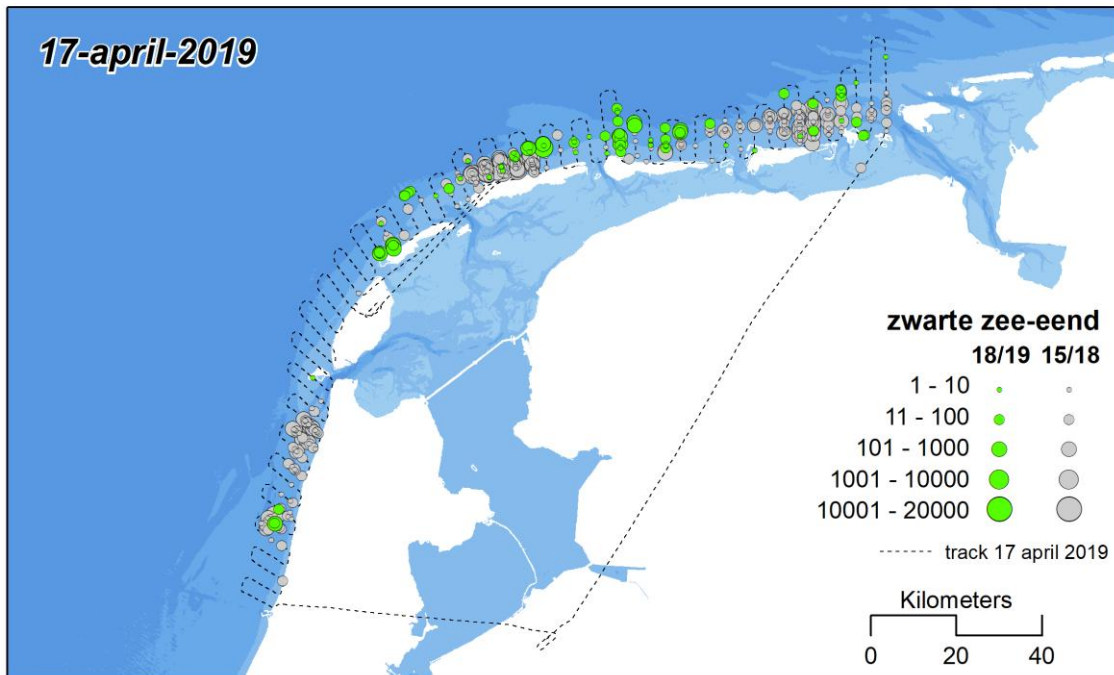 17-april-2019
zwarte zee-eend
18/19 15/18
1 - 10
11 - 100
101 - 1000
1001 - 10000
10001 - 20000
track 17 april 2019
Kilometers
0 20 40